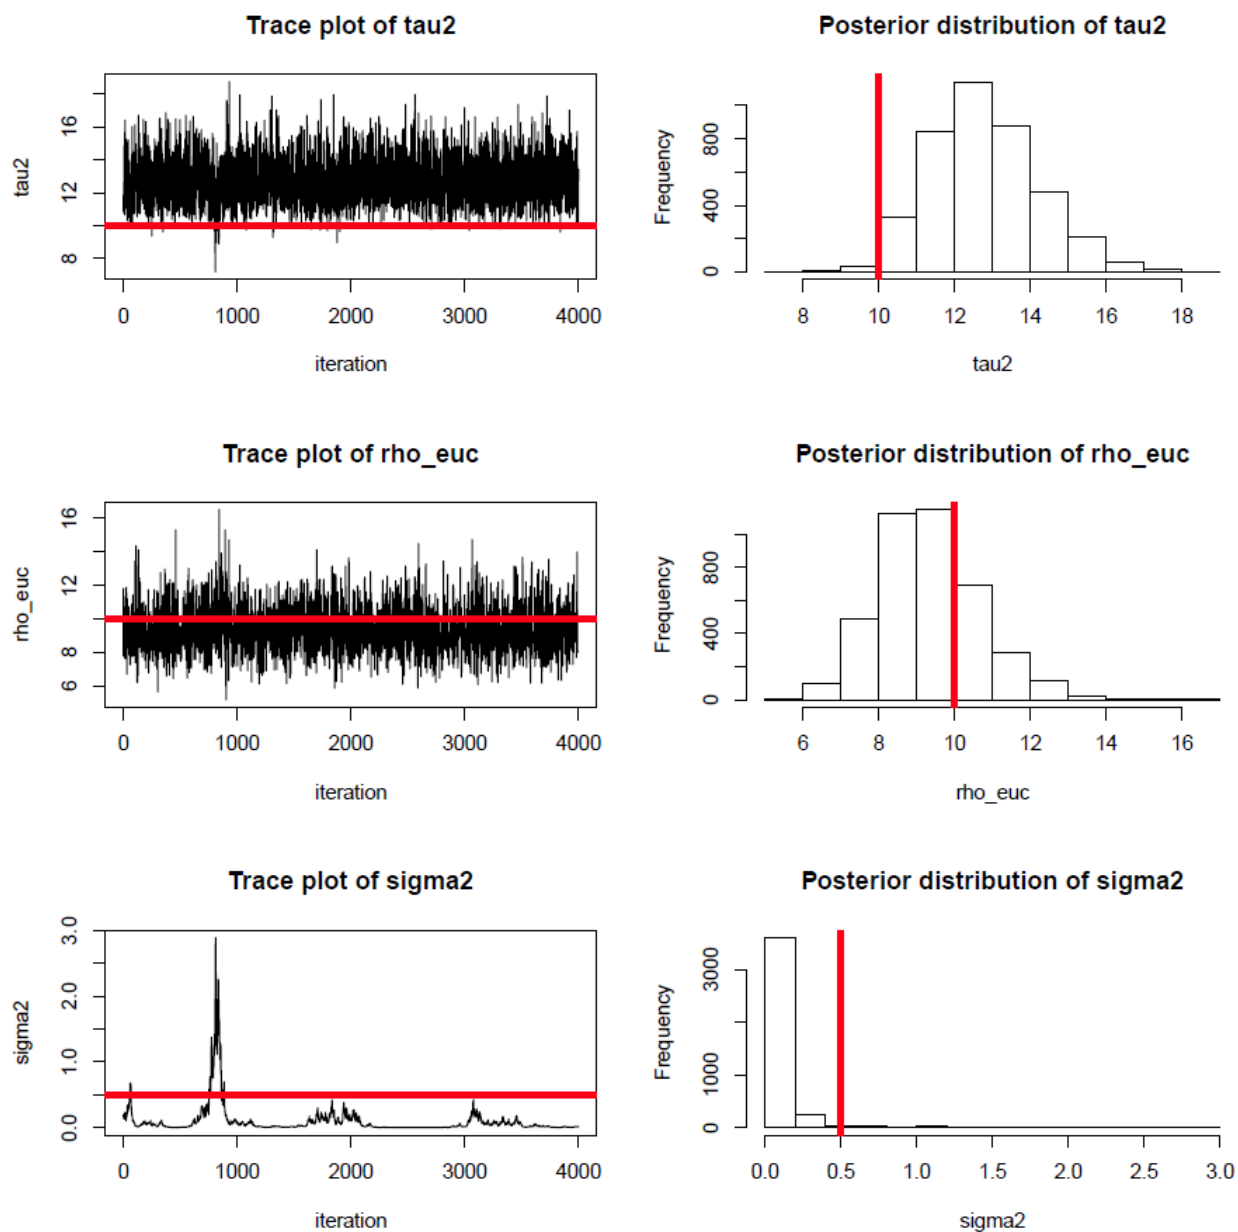 Trace plot of tau2
tau2
8 12 16
0 1000 2000 3000 4000
iteration
Posterior distribution of tau2
Frequency
0 400 800
8 10 12 14 16 18
tau2
Trace plot of rho_euc
rho_euc
6 8 12 16
0 1000 2000 3000 4000
iteration
Posterior distribution of rho_euc
Frequency
0 400 800
6 8 10 12 14 16
rho_euc
Trace plot of sigma2
sigma2
0.0 1.0 2.0 3.0
0 1000 2000 3000 4000
iteration
Posterior distribution of sigma2
Frequency
0 1000 3000
0.0 0.5 1.0 1.5 2.0 2.5 3.0
sigma2